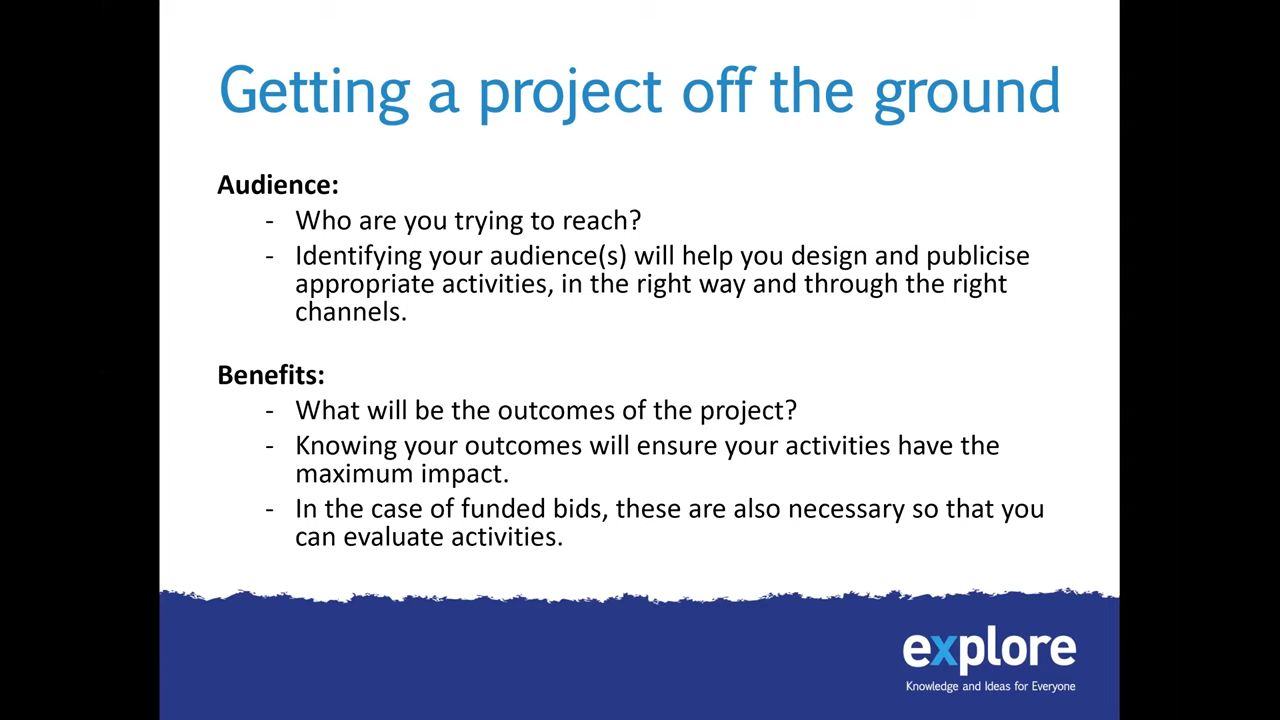 Getting a project off the ground
Audience:
- Who are you trying to reach?
- Identifying your audience(s) will help you design and publicise
appropriate activities, in the right way and through the right
channels.
Benefits:
- What will be the outcomes of the project?
- Knowing your outcomes will ensure your activities have the
maximum impact.
- In the case of funded bids, these are also necessary so that you
can evaluate activities.
explore
Knowledge and Ideas for Everyone